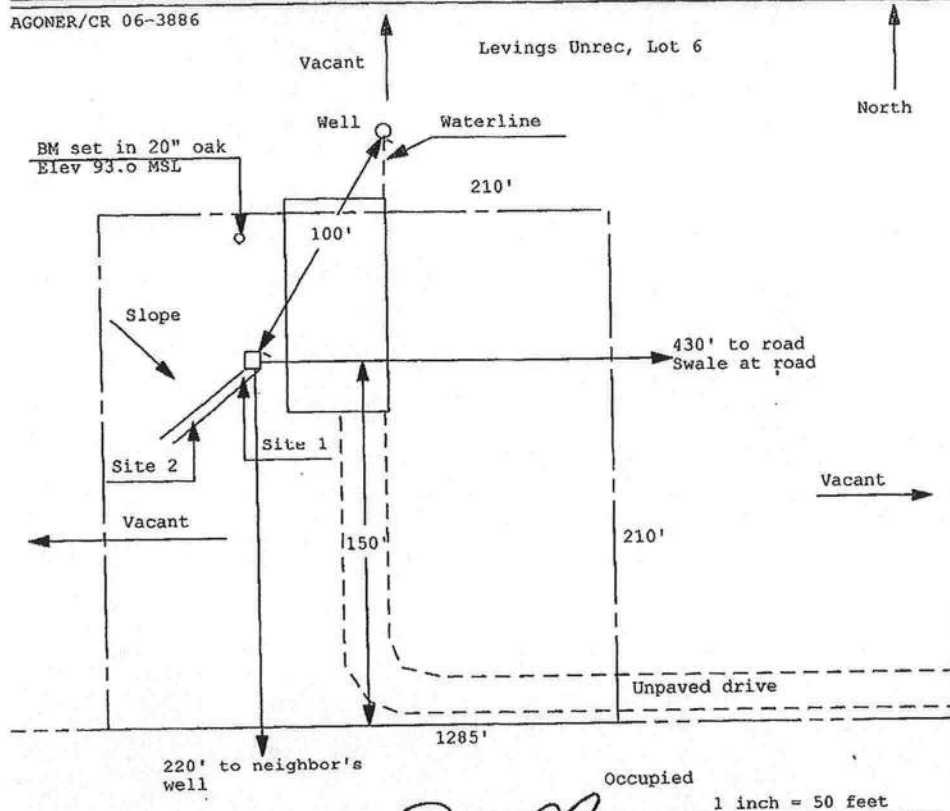 AGONER/CR 06-3886
Levings Unrec, Lot 6
Vacant
North
Well
Waterline
BM set in 20" oak
Elev 93.o MSL
210'
100'
Slope
430' to road
Swale at road
Site 1
Site 2
Vacant
Vacant
150'
210'
Unpaved drive
1285'
220' to neighbor's
well
Occupied
1 inch = 50 feet